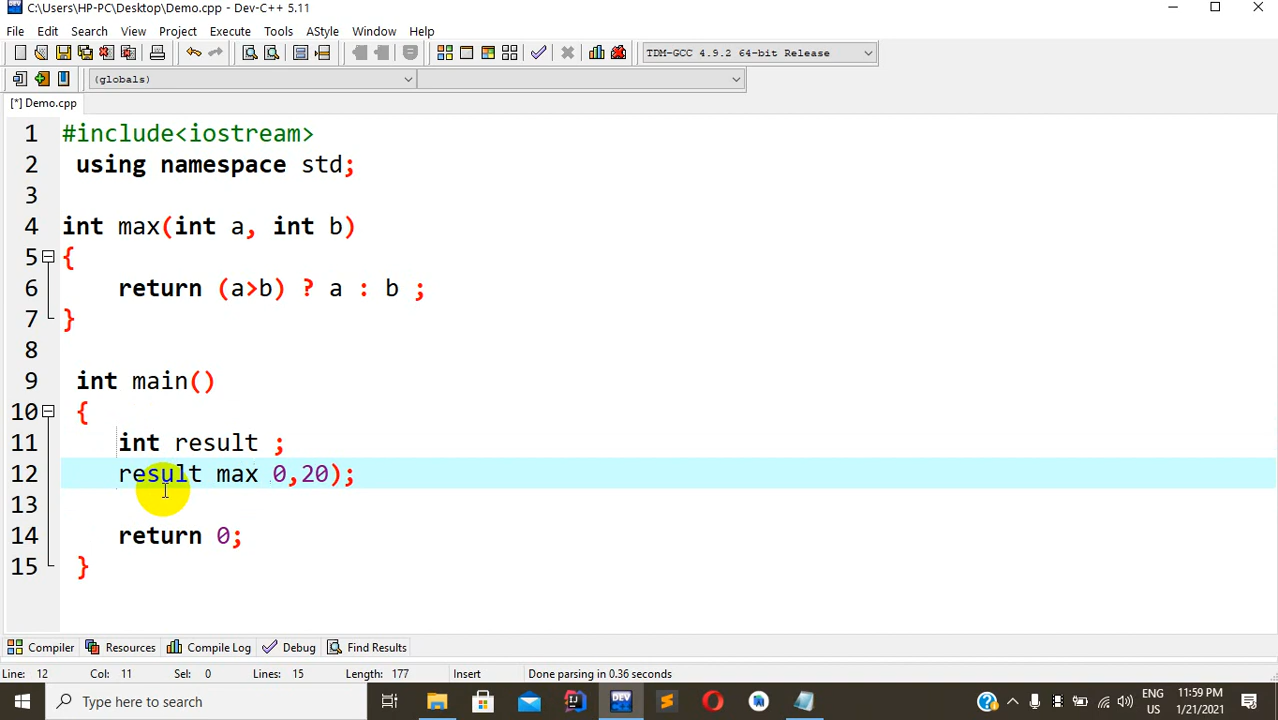 C:\Users\HP-PC\Desktop\Demo.cpp - Dev-C++ 5.11
File Edit Search View Project Execute Tools AStyle Window Help
TDM-GCC 4.9.2 64-bit Release
(globals)
[*] Demo.cpp
1 #include<iostream>
2 using namespace std;
3
4 int max(int a, int b)
5 {
6 return (a>b) ? a : b ;
7 }
8
9 int main()
10 {
11 int result ;
12 result max 0,20);
13
14 return 0;
15 }
Compiler Resources Compile Log Debug Find Results
Line: 12 Col: 11 Sel: 0 Lines: 15 Length: 177 Insert Done parsing in 0.36 seconds
Type here to search
DEV
ENG 11:59 PM
US 1/21/2021